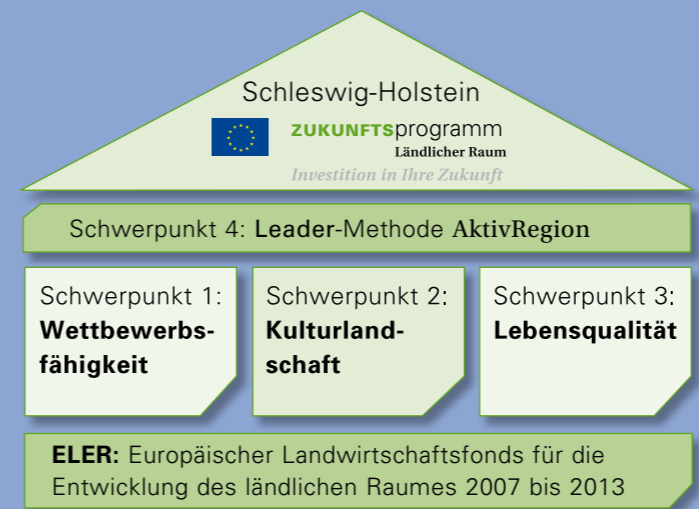 Schleswig-Holstein
ZUKUNFTSprogramm
Ländlicher Raum
Investition in Ihre Zukunft
Schwerpunkt 4: Leader-Methode AktivRegion
Schwerpunkt 1:
Wettbewerbs-
fähigkeit
Schwerpunkt 2:
Kulturland-
schaft
Schwerpunkt 3:
Lebensqualität
ELER: Europäischer Landwirtschaftsfonds für die
Entwicklung des ländlichen Raumes 2007 bis 2013